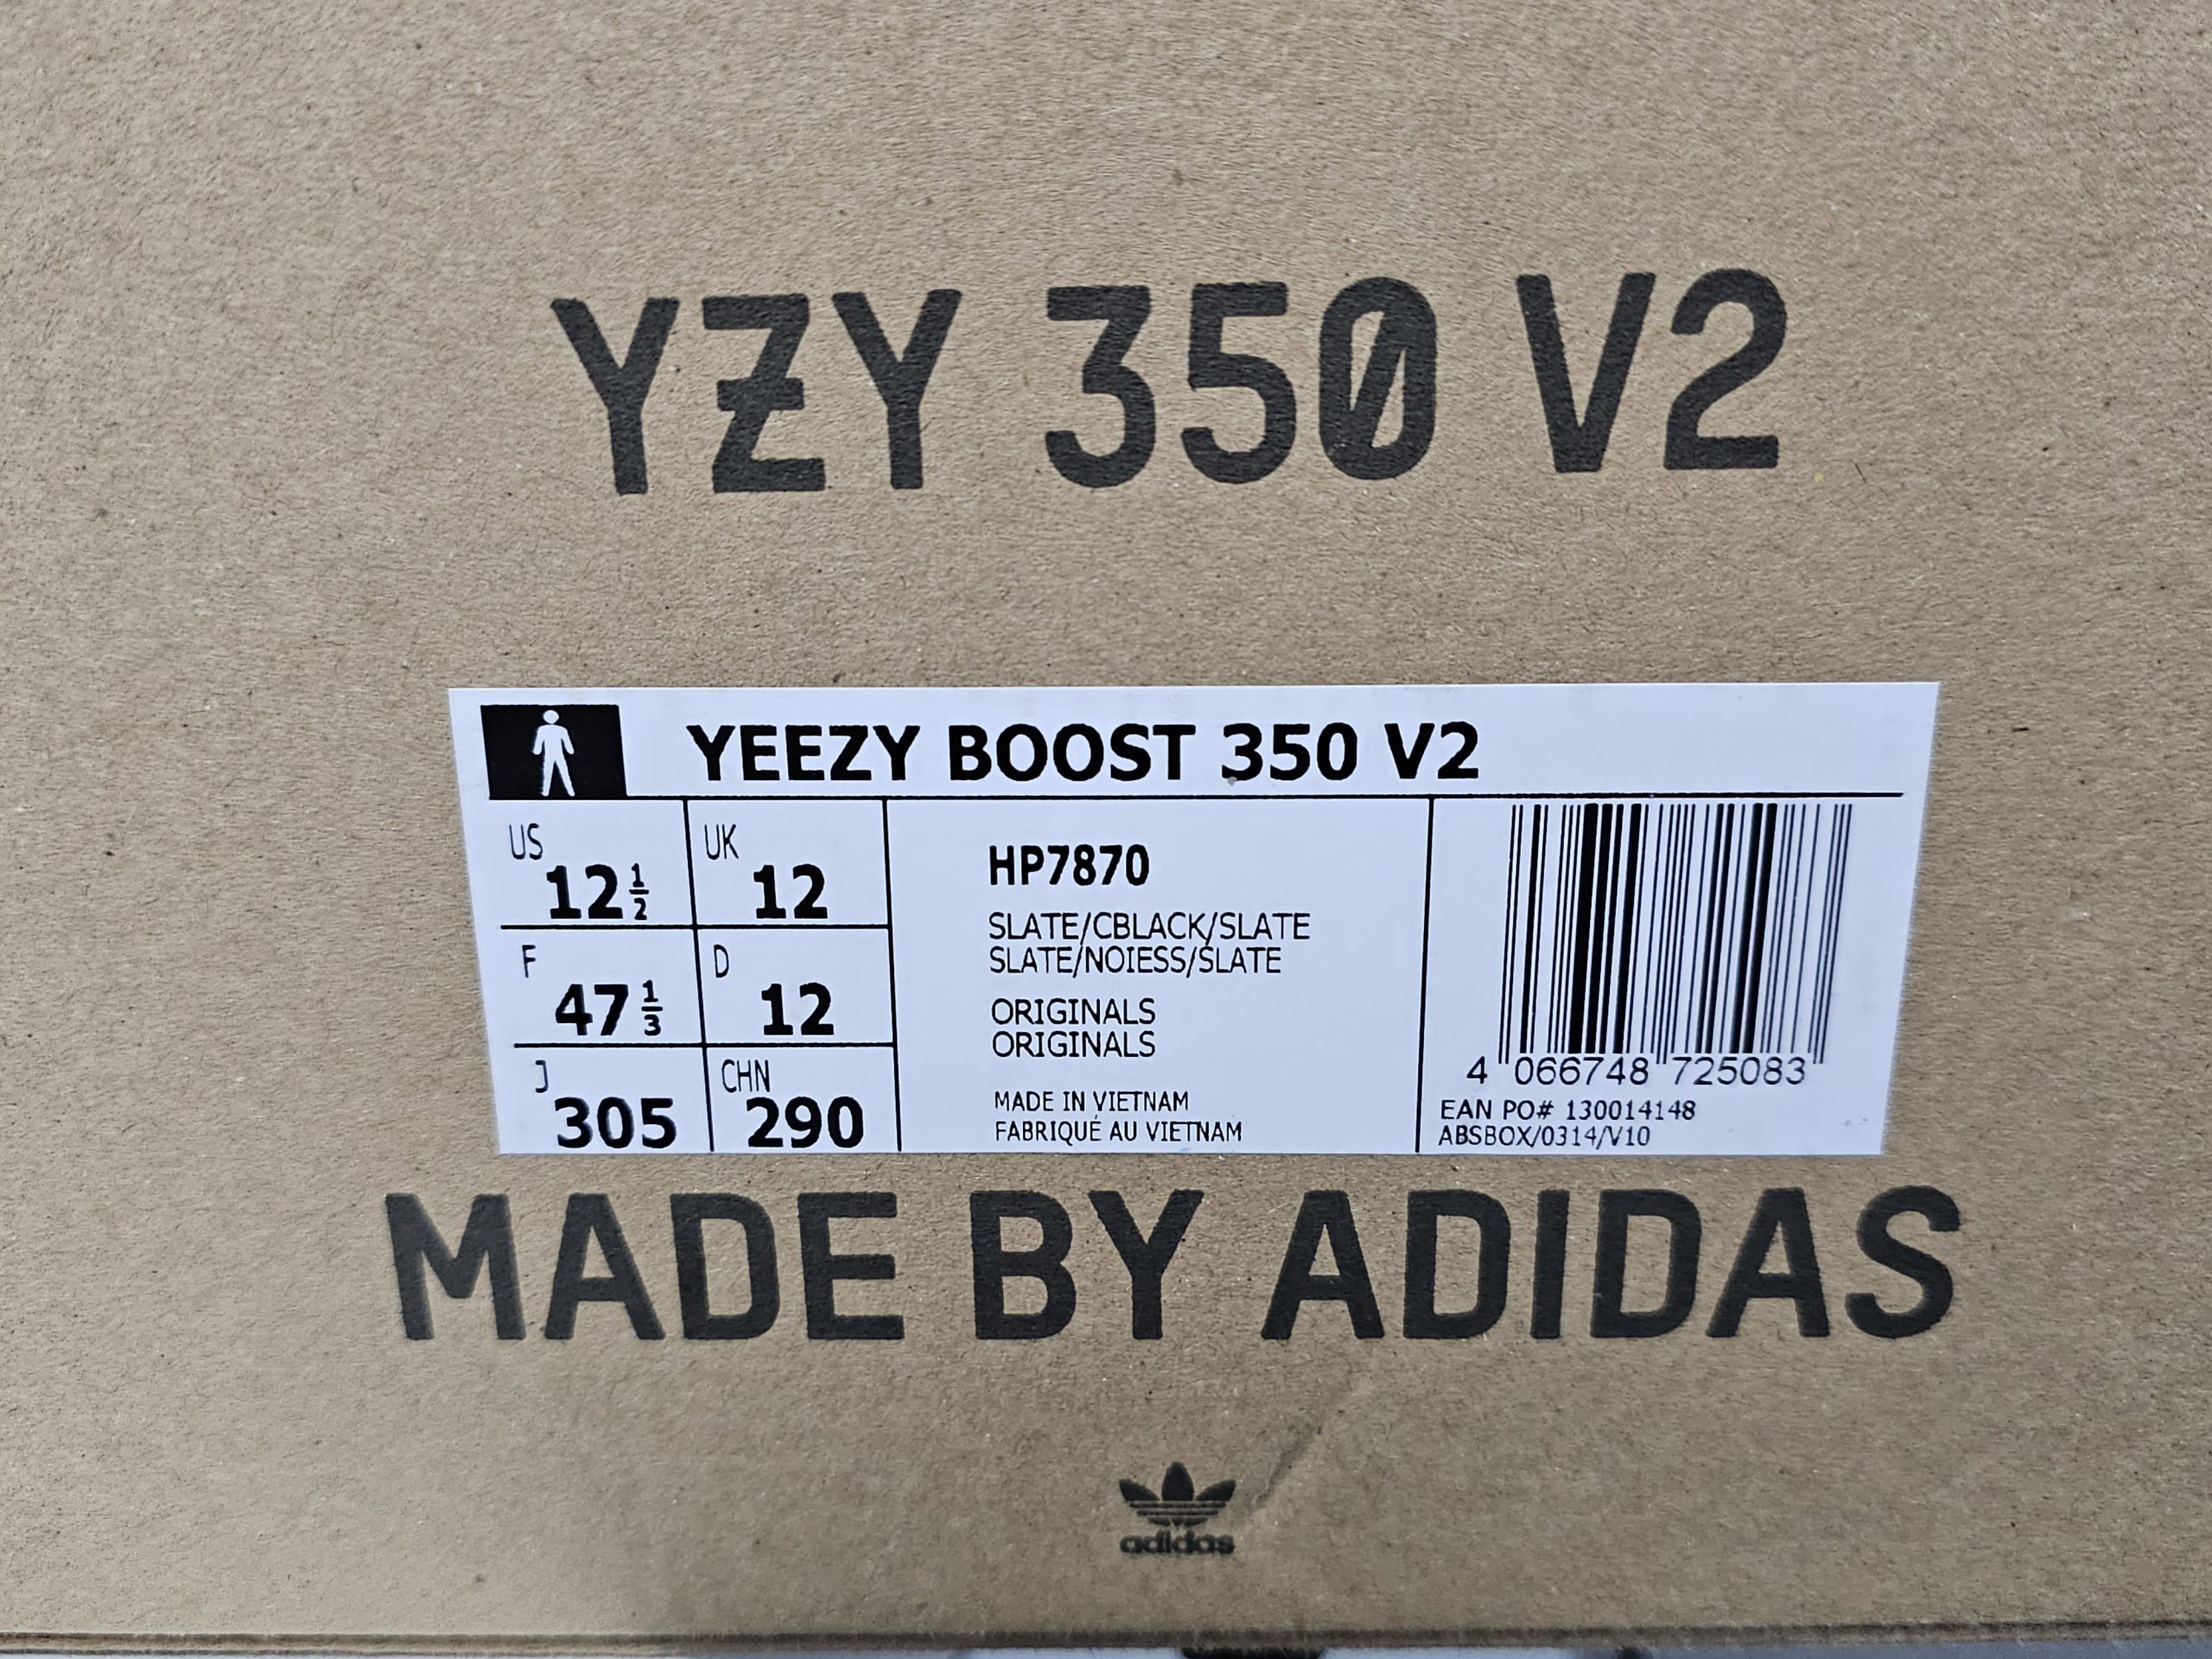 YZY 350 V2
YEEZY BOOST 350 V2
US
12 1/2
UK
12
F
47 1/3
D
12
J
305
CHN
290
HP7870
SLATE/CBLACK/SLATE
SLATE/NOIESS/SLATE
ORIGINALS
ORIGINALS
MADE IN VIETNAM
FABRIQUÉ AU VIETNAM
4 066748 725083
EAN PO# 130014148
ABSBOX/0314/V10
MADE BY ADIDAS
adidas